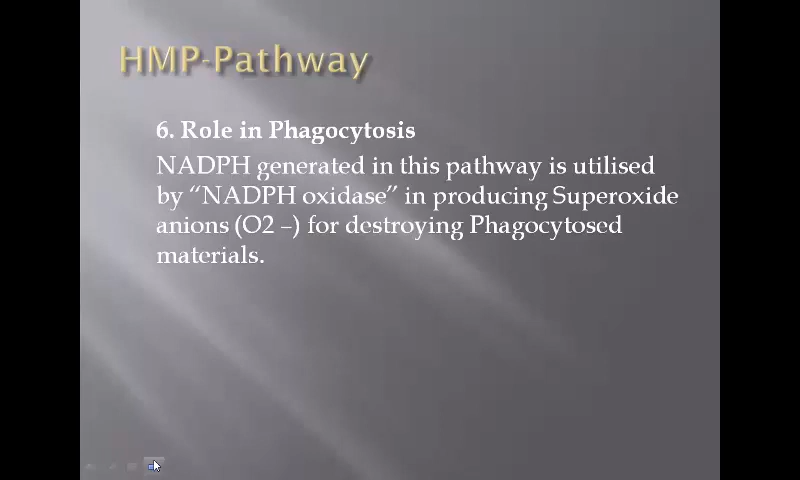 HMP-Pathway
6. Role in Phagocytosis
NADPH generated in this pathway is utilised
by “NADPH oxidase” in producing Superoxide
anions (O2 –) for destroying Phagocytosed
materials.